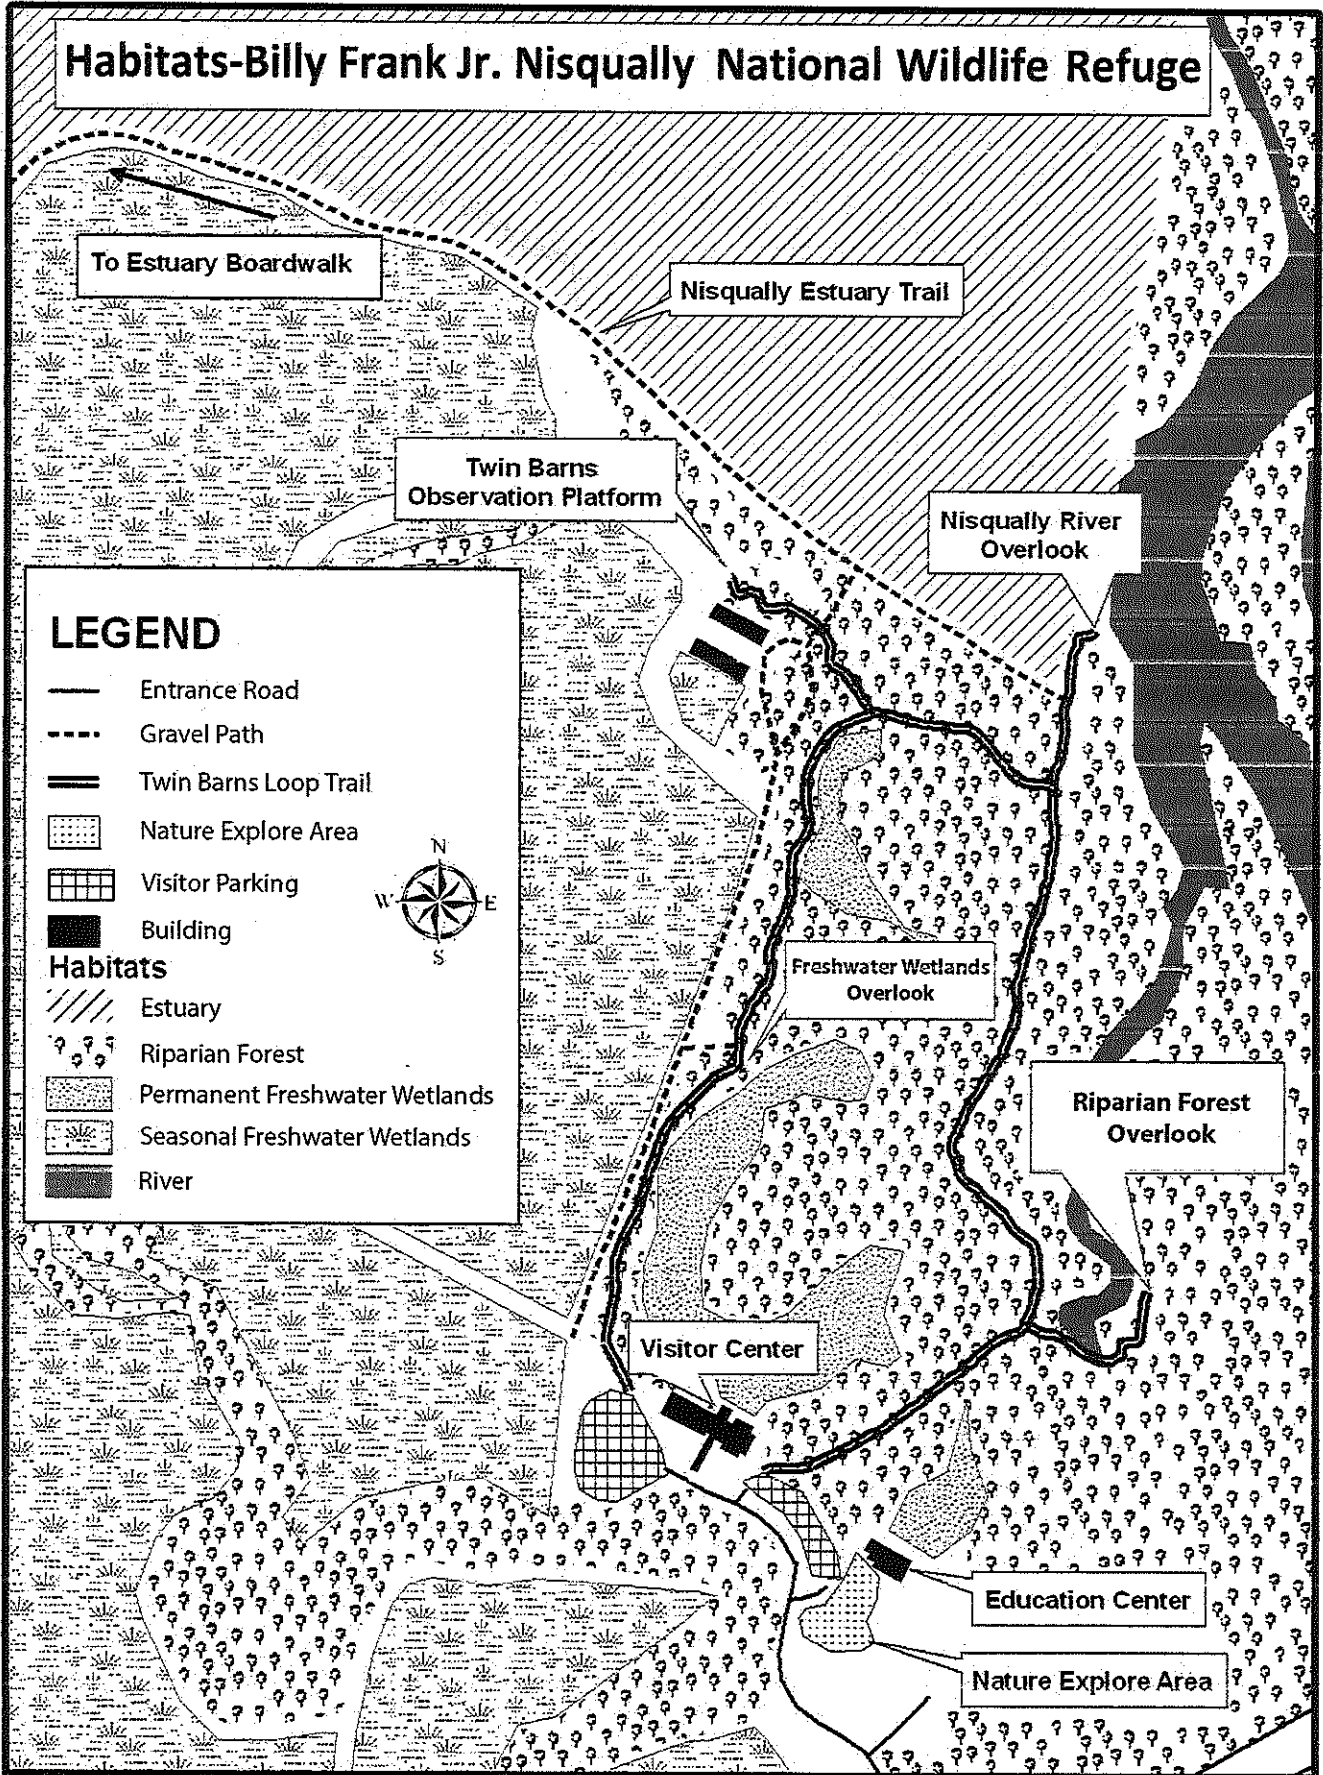 Habitats-Billy Frank Jr. Nisqually National Wildlife Refuge
To Estuary Boardwalk
Nisqually Estuary Trail
Twin Barns
Observation Platform
Nisqually River
Overlook
LEGEND
Entrance Road
Gravel Path
Twin Barns Loop Trail
Nature Explore Area
Visitor Parking
Building
N
W
E
S
Habitats
Estuary
Riparian Forest
Permanent Freshwater Wetlands
Seasonal Freshwater Wetlands
River
Freshwater Wetlands
Overlook
Riparian Forest
Overlook
Visitor Center
Education Center
Nature Explore Area